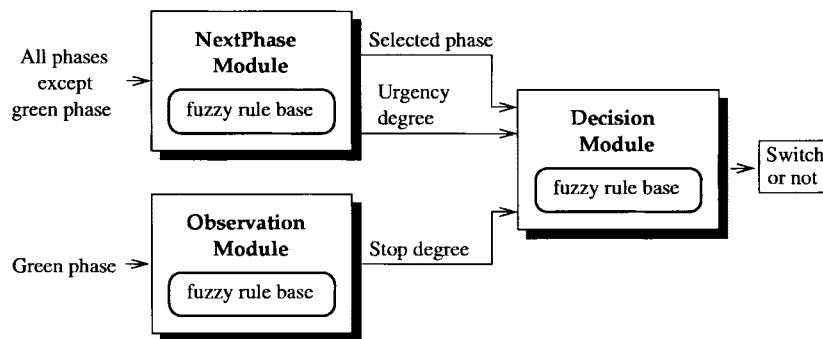 All phases
except
green phase
NextPhase
Module
fuzzy rule base
Selected phase
Urgency
degree
Decision
Module
fuzzy rule base
Switch
or not
Green phase
Observation
Module
fuzzy rule base
Stop degree